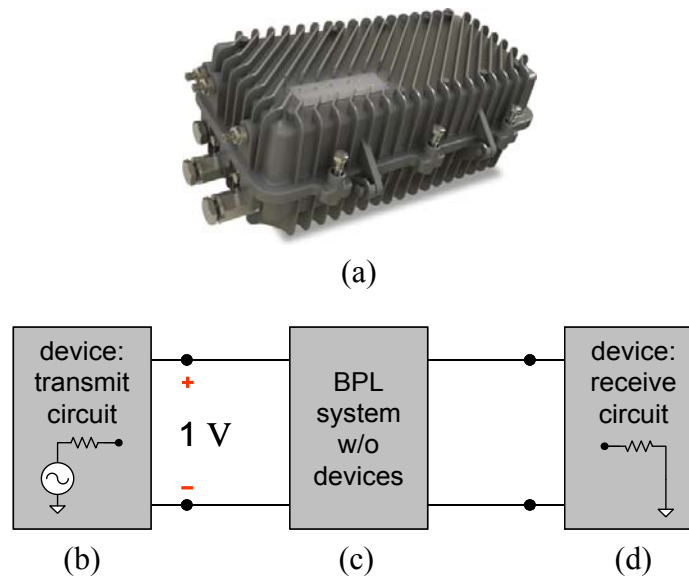 (a)
device:
transmit
circuit
+
1 V
–
BPL
system
w/o
devices
device:
receive
circuit
(b)
(c)
(d)